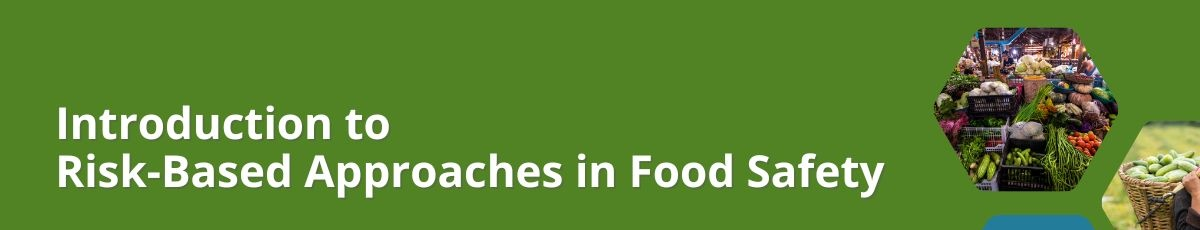 Introduction to
Risk-Based Approaches in Food Safety